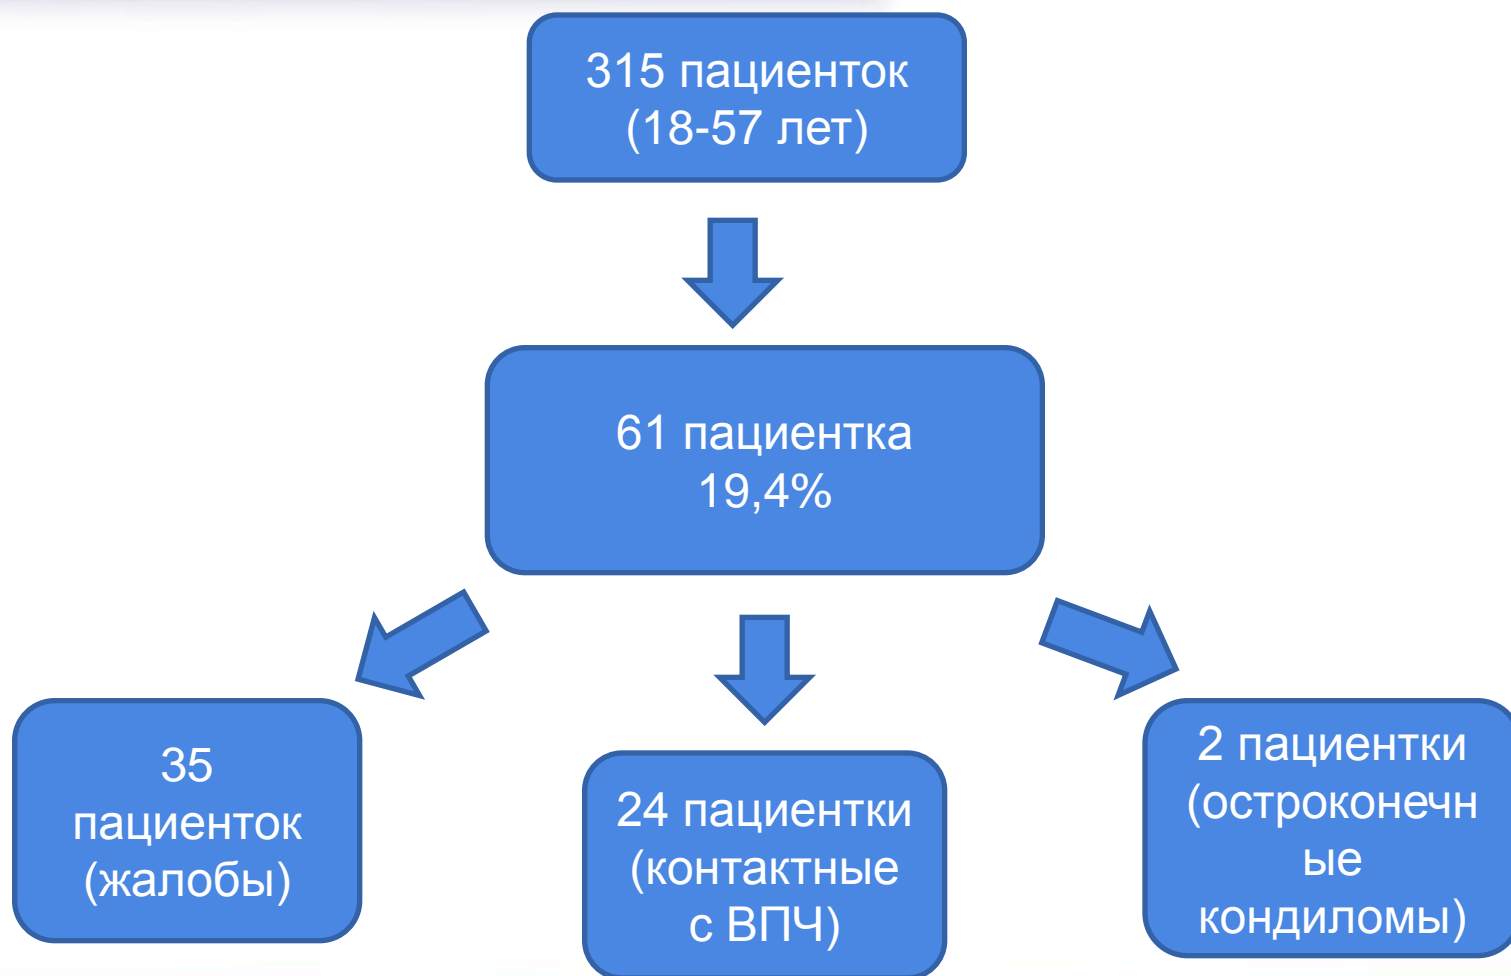 315 пациенток
(18-57 лет)
61 пациентка
19,4%
35
пациенток
(жалобы)
24 пациентки
(контактные
с ВПЧ)
2 пациентки
(остроконечн
ые
кондиломы)